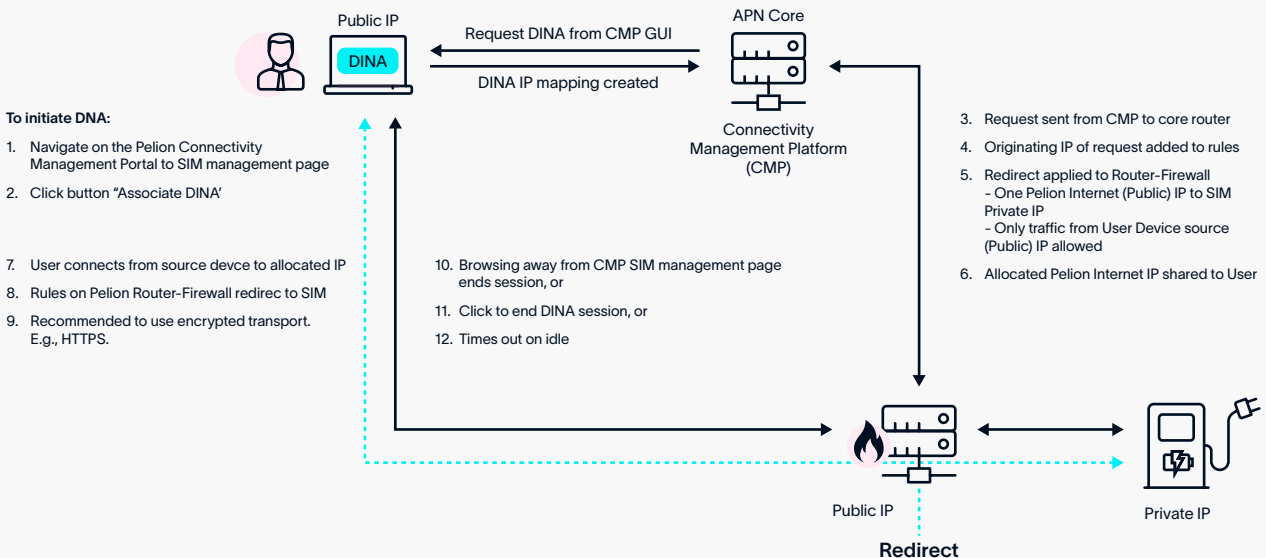 Public IP
DINA
Request DINA from CMP GUI
DINA IP mapping created
APN Core
Connectivity
Management Platform
(CMP)
To initiate DNA:
1. Navigate on the Pelion Connectivity
Management Portal to SIM management page
2. Click button “Associate DINA’
3. Request sent from CMP to core router
4. Originating IP of request added to rules
5. Redirect applied to Router-Firewall
- One Pelion Internet (Public) IP to SIM
Private IP
- Only traffic from User Device source
(Public) IP allowed
6. Allocated Pelion Internet IP shared to User
7. User connects from source devce to allocated IP
8. Rules on Pelion Router-Firewall redirec to SIM
9. Recommended to use encrypted transport.
E.g., HTTPS.
10. Browsing away from CMP SIM management page
ends session, or
11. Click to end DINA session, or
12. Times out on idle
Public IP
Redirect
Private IP